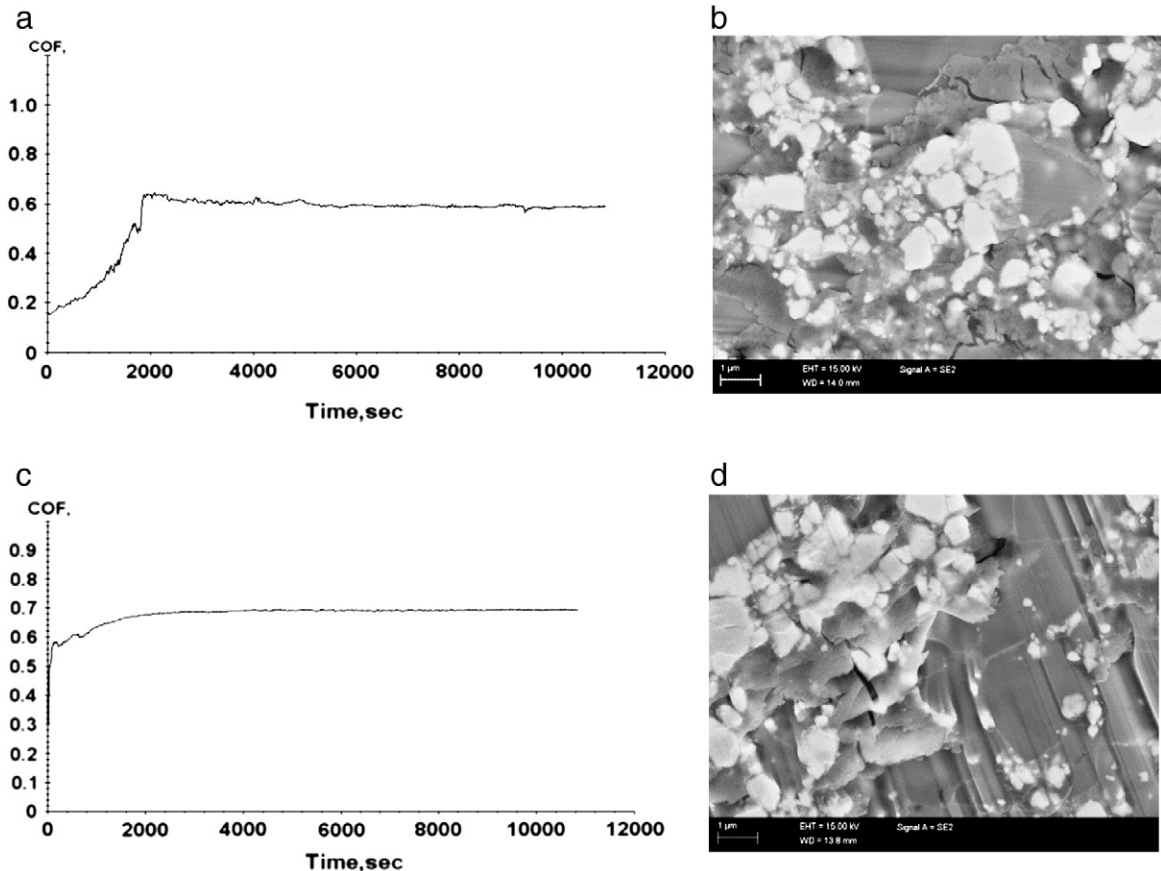 a
COF,
1.0
0.8
0.6
0.4
0.2
0
0 2000 4000 6000 8000 10000 12000
Time,sec
b
1 µm
EHT = 15.00 kV Signal A = SE2
WD = 14.0 mm
c
COF,
0.9
0.8
0.7
0.6
0.5
0.4
0.3
0.2
0.1
0
0 2000 4000 6000 8000 10000 12000
Time,sec
d
1 µm
EHT = 15.00 kV Signal A = SE2
WD = 13.8 mm